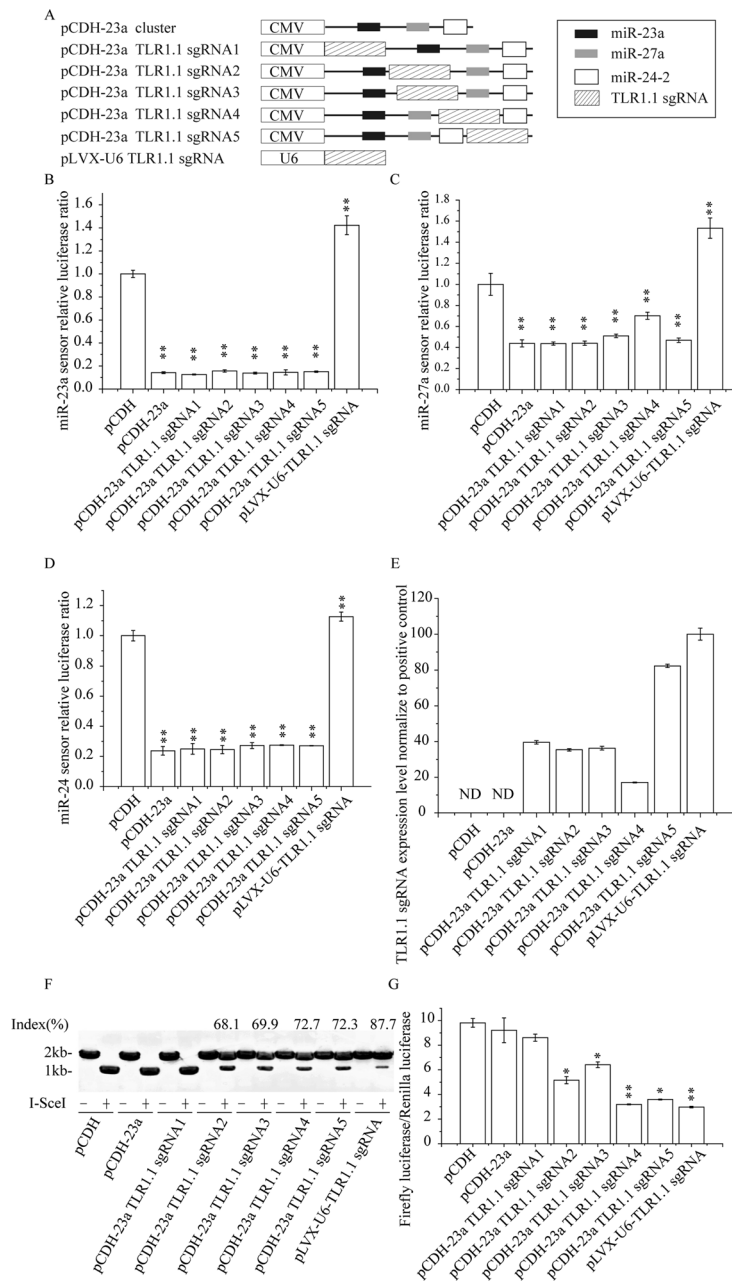 A
pCDH-23a cluster CMV
pCDH-23a TLR1.1 sgRNA1 CMV
pCDH-23a TLR1.1 sgRNA2 CMV
pCDH-23a TLR1.1 sgRNA3 CMV
pCDH-23a TLR1.1 sgRNA4 CMV
pCDH-23a TLR1.1 sgRNA5 CMV
pLVX-U6 TLR1.1 sgRNA U6
miR-23a
miR-27a
miR-24-2
TLR1.1 sgRNA
B
miR-23a sensor relative luciferase ratio
1.6
1.4
1.2
1.0
0.8
0.6
0.4
0.2
0.0
** ** ** ** ** ** **
pCDH
pCDH-23a
pCDH-23a TLR1.1 sgRNA1
pCDH-23a TLR1.1 sgRNA2
pCDH-23a TLR1.1 sgRNA3
pCDH-23a TLR1.1 sgRNA4
pCDH-23a TLR1.1 sgRNA5
pLVX-U6-TLR1.1 sgRNA
C
miR-27a sensor relative luciferase ratio
1.8
1.6
1.4
1.2
1.0
0.8
0.6
0.4
0.2
0.0
** ** ** ** ** ** **
pCDH
pCDH-23a
pCDH-23a TLR1.1 sgRNA1
pCDH-23a TLR1.1 sgRNA2
pCDH-23a TLR1.1 sgRNA3
pCDH-23a TLR1.1 sgRNA4
pCDH-23a TLR1.1 sgRNA5
pLVX-U6-TLR1.1 sgRNA
D
miR-24 sensor relative luciferase ratio
1.2
1.0
0.8
0.6
0.4
0.2
0.0
** ** ** ** ** ** **
pCDH
pCDH-23a
pCDH-23a TLR1.1 sgRNA1
pCDH-23a TLR1.1 sgRNA2
pCDH-23a TLR1.1 sgRNA3
pCDH-23a TLR1.1 sgRNA4
pCDH-23a TLR1.1 sgRNA5
pLVX-U6-TLR1.1 sgRNA
E
TLR1.1 sgRNA expression level normalize to positive control
120
100
80
60
40
20
0
ND ND
pCDH
pCDH-23a
pCDH-23a TLR1.1 sgRNA1
pCDH-23a TLR1.1 sgRNA2
pCDH-23a TLR1.1 sgRNA3
pCDH-23a TLR1.1 sgRNA4
pCDH-23a TLR1.1 sgRNA5
pLVX-U6-TLR1.1 sgRNA
F
Index(%) 68.1 69.9 72.7 72.3 87.7
2kb-
1kb-
I-SceI − + − + − + − + − + − + − + − +
pCDH
pCDH-23a
pCDH-23a TLR1.1 sgRNA1
pCDH-23a TLR1.1 sgRNA2
pCDH-23a TLR1.1 sgRNA3
pCDH-23a TLR1.1 sgRNA4
pCDH-23a TLR1.1 sgRNA5
pLVX-U6-TLR1.1 sgRNA
G
Firefly luciferase/Renilla luciferase
10
8
6
4
2
0
* * ** * **
pCDH
pCDH-23a
pCDH-23a TLR1.1 sgRNA1
pCDH-23a TLR1.1 sgRNA2
pCDH-23a TLR1.1 sgRNA3
pCDH-23a TLR1.1 sgRNA4
pCDH-23a TLR1.1 sgRNA5
pLVX-U6-TLR1.1 sgRNA